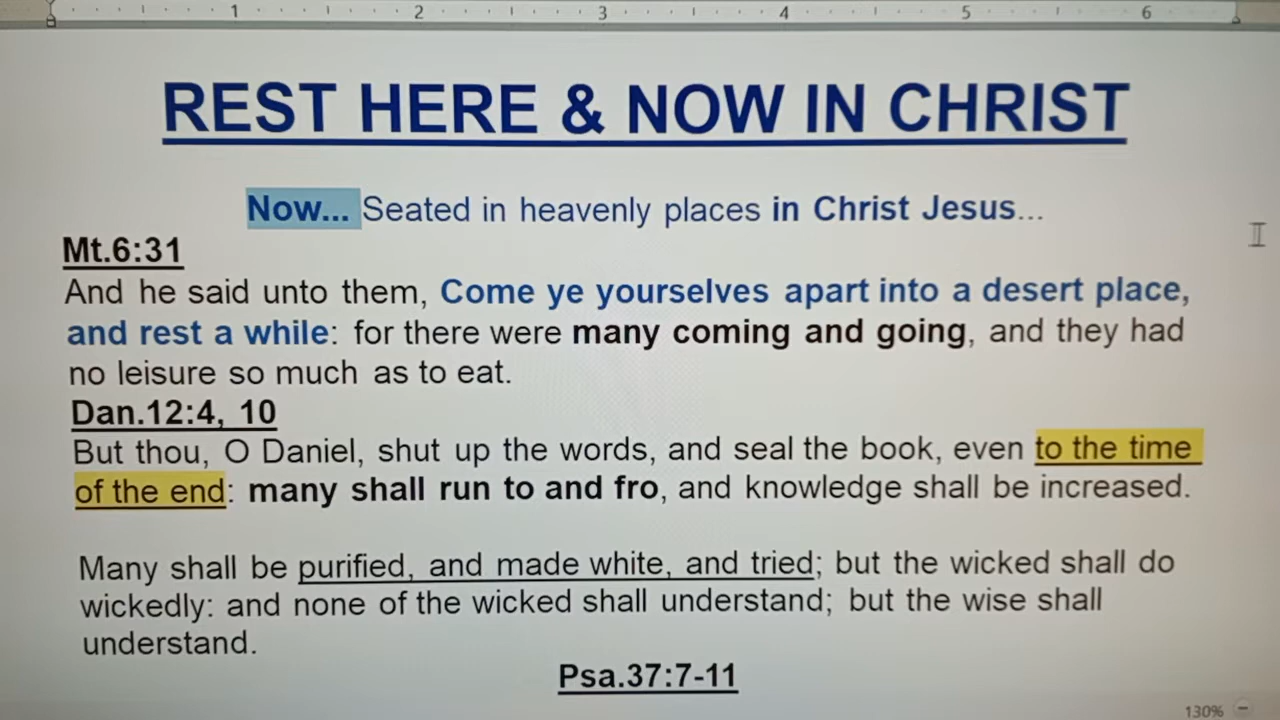 1 2 3 4 5 6
REST HERE & NOW IN CHRIST
Now... Seated in heavenly places in Christ Jesus...
Mt.6:31
And he said unto them, Come ye yourselves apart into a desert place,
and rest a while: for there were many coming and going, and they had
no leisure so much as to eat.
Dan.12:4, 10
But thou, O Daniel, shut up the words, and seal the book, even to the time
of the end: many shall run to and fro, and knowledge shall be increased.
Many shall be purified, and made white, and tried; but the wicked shall do
wickedly: and none of the wicked shall understand; but the wise shall
understand.
Psa.37:7-11
130%